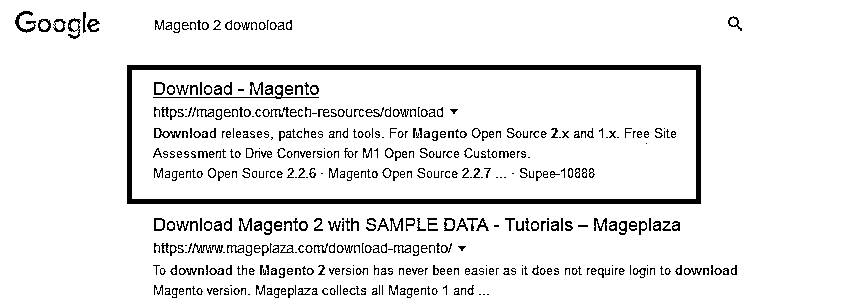 Google
Magento 2 download
Download - Magento
https://magento.com/tech-resources/download
Download releases, patches and tools. For Magento Open Source 2.x and 1.x. Free Site
Assessment to Drive Conversion for M1 Open Source Customers.
Magento Open Source 2.2.6 · Magento Open Source 2.2.7 ... · Supee-10888
Download Magento 2 with SAMPLE DATA - Tutorials – Mageplaza
https://www.mageplaza.com/download-magento/
To download the Magento 2 version has never been easier as it does not require login to download
Magento version. Mageplaza collects all Magento 1 and ...